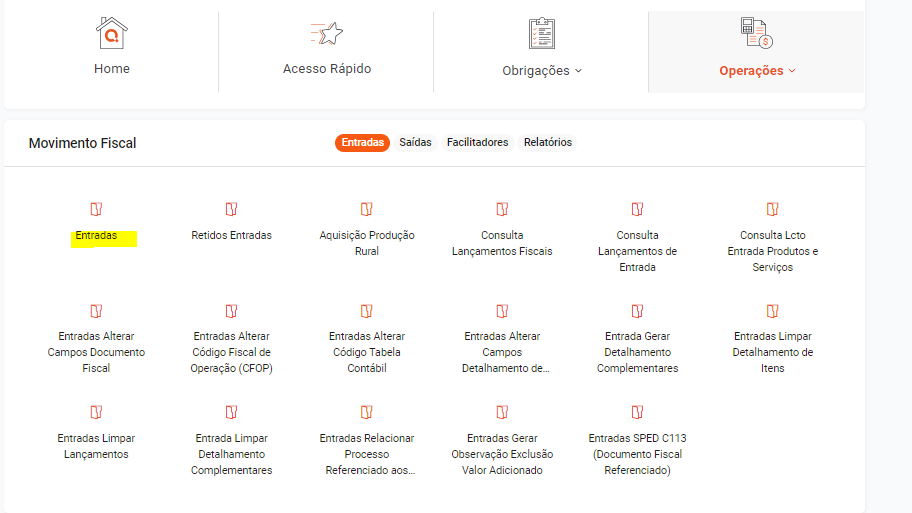 Home
Acesso Rápido
Obrigações
Operações
Movimento Fiscal
Entradas
Saídas
Facilitadores
Relatórios
Entradas
Retidos Entradas
Aquisição Produção
Rural
Consulta
Lançamentos Fiscais
Consulta
Lançamentos de
Entrada
Consulta Lcto
Entrada Produtos e
Serviços
Entradas Alterar
Campos Documento
Fiscal
Entradas Alterar
Código Fiscal de
Operação (CFOP)
Entradas Alterar
Código Tabela
Contábil
Entradas Alterar
Campos
Detalhamento de...
Entrada Gerar
Detalhamento
Complementares
Entradas Limpar
Detalhamento de
Itens
Entradas Limpar
Lançamentos
Entrada Limpar
Detalhamento
Complementares
Entradas Relacionar
Processo
Referenciado aos...
Entradas Gerar
Observação Exclusão
Valor Adicionado
Entradas SPED C113
(Documento Fiscal
Referenciado)